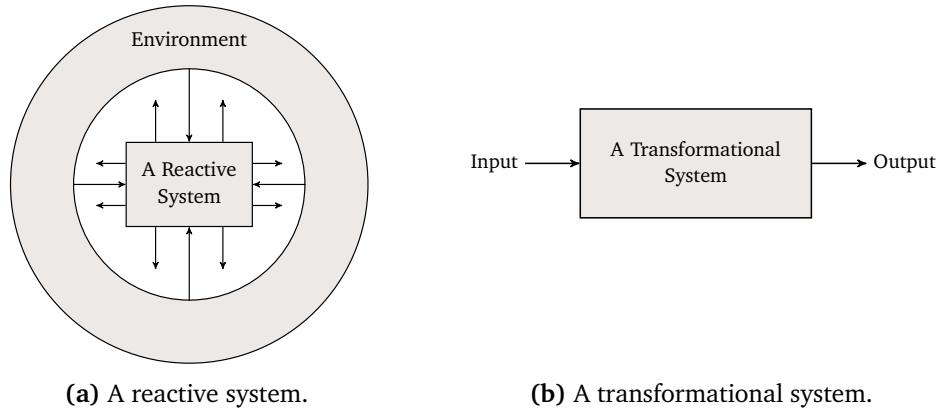 Environment
A Reactive
System
(a) A reactive system.
Input
A Transformational
System
Output
(b) A transformational system.